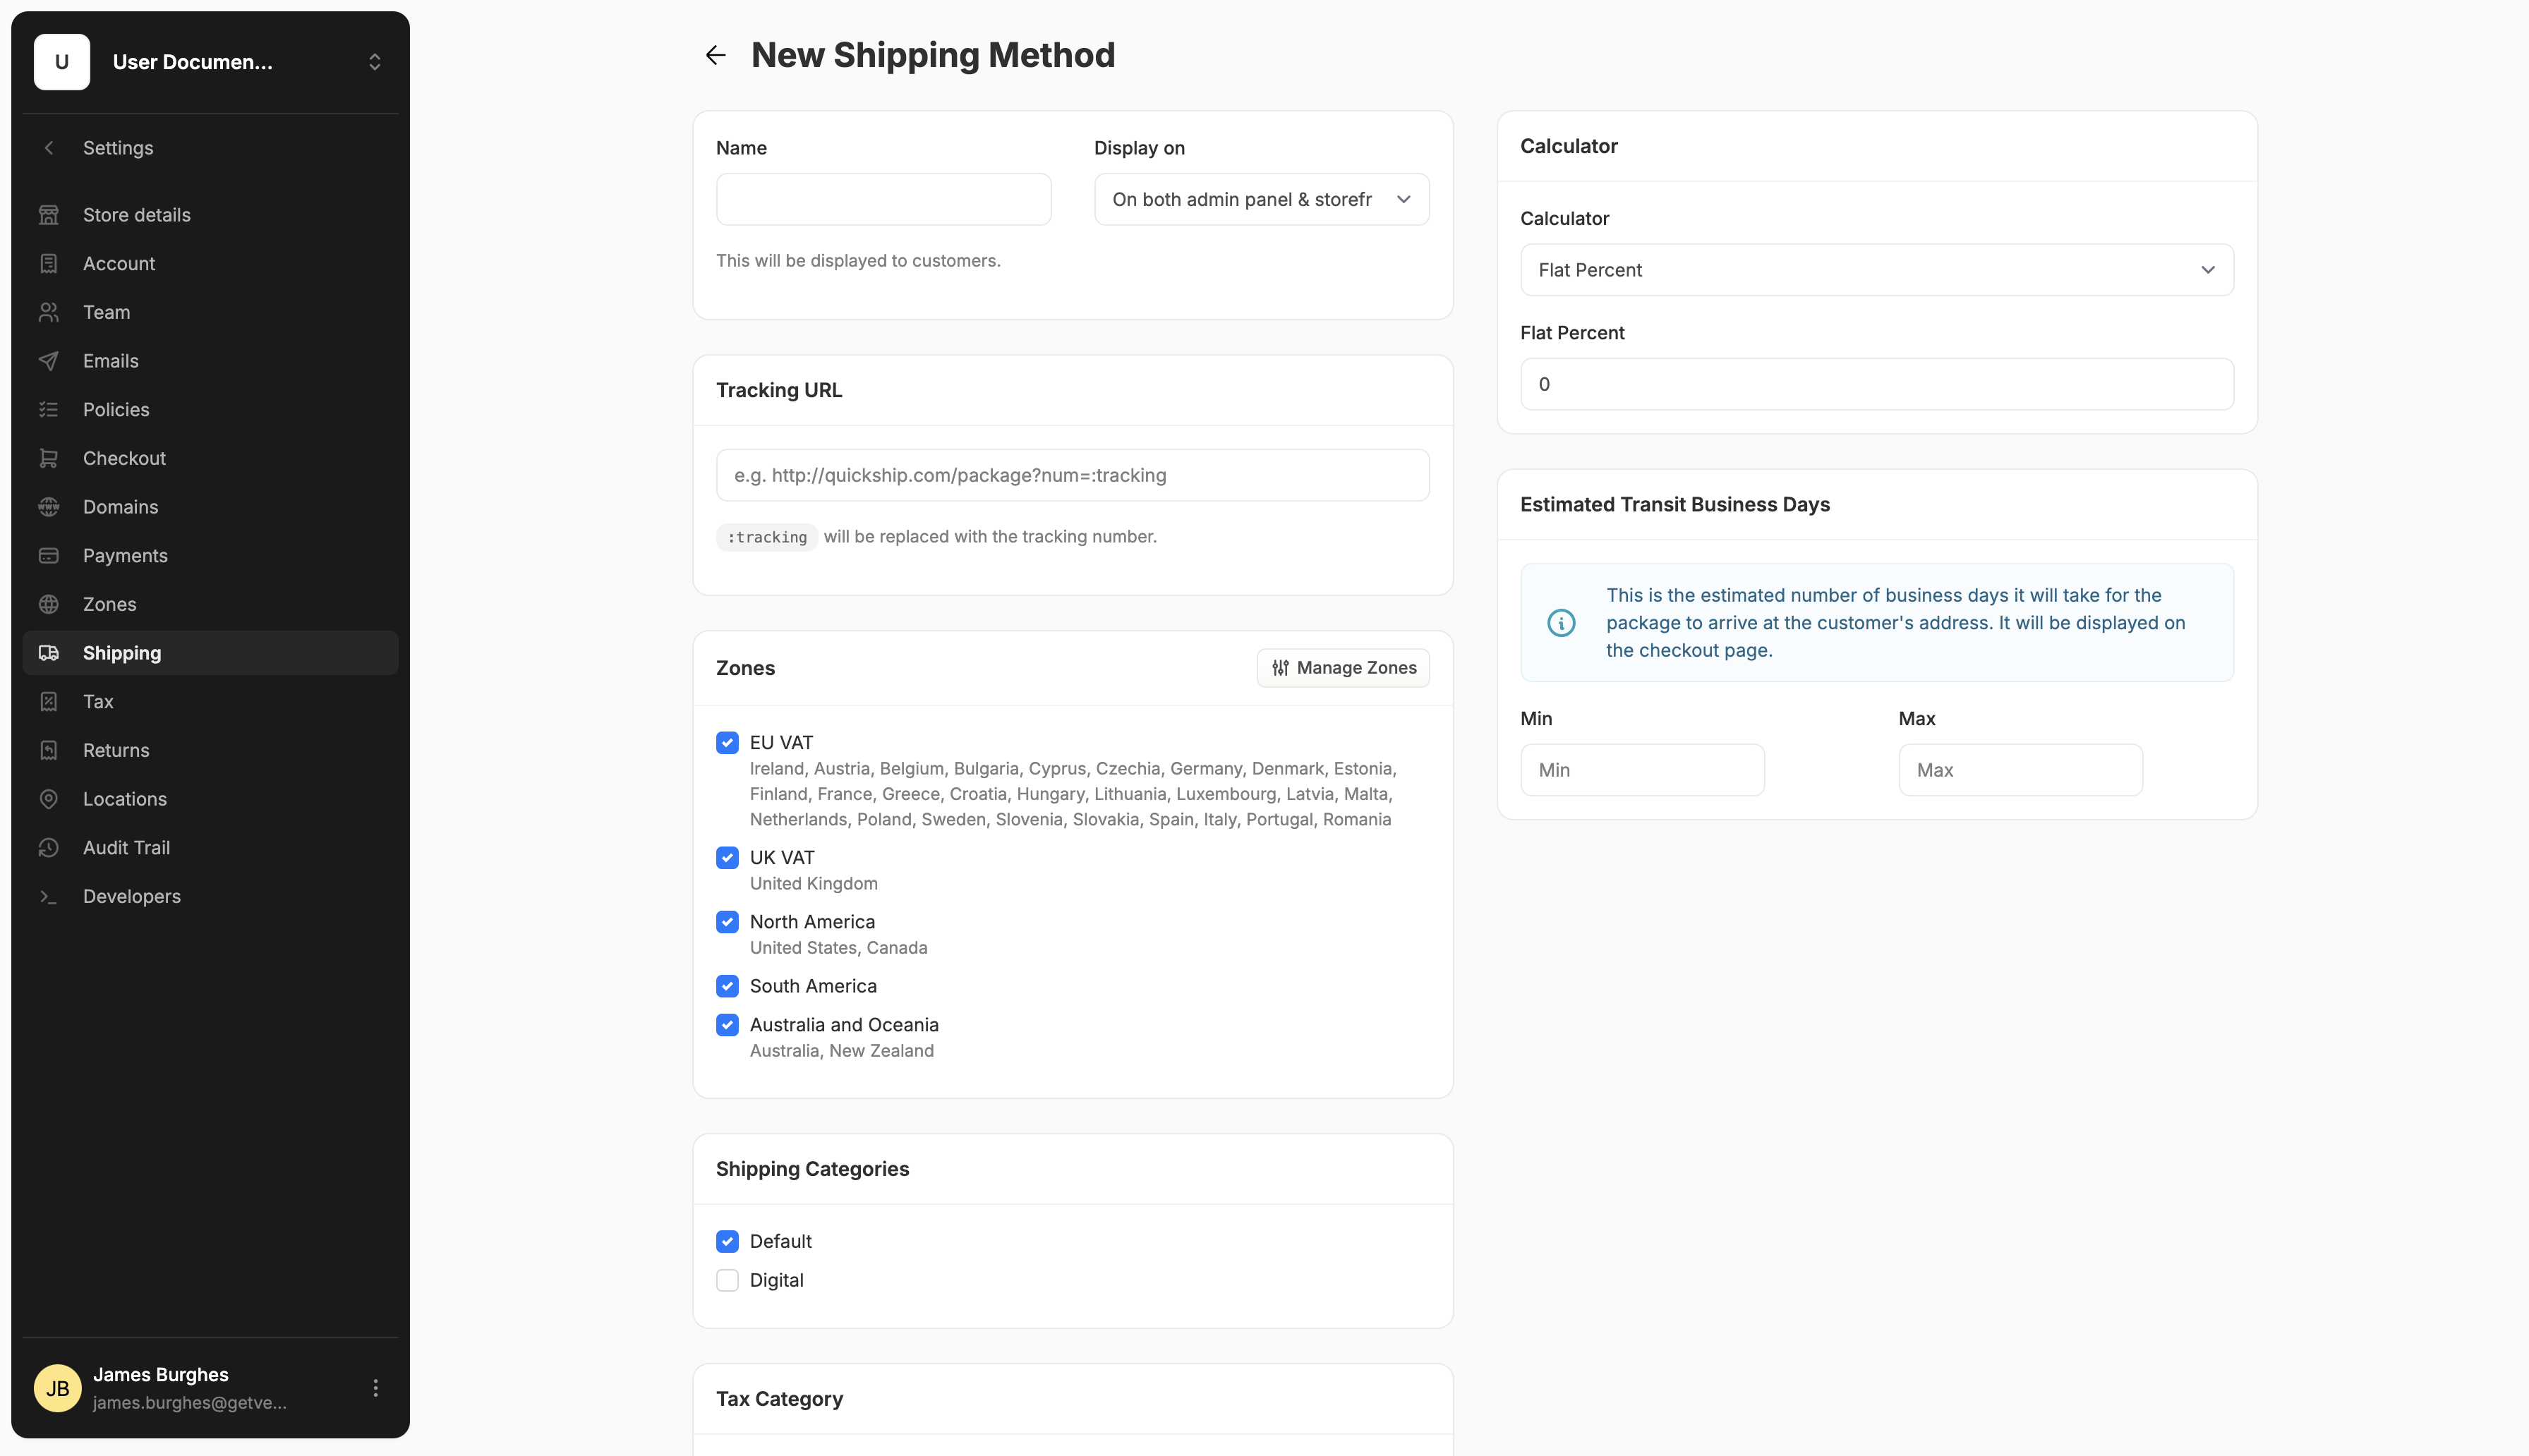 U
User Documen...
Settings
Store details
Account
Team
Emails
Policies
Checkout
Domains
Payments
Zones
Shipping
Tax
Returns
Locations
Audit Trail
Developers
JB
James Burghes
james.burghes@getve...
New Shipping Method
Name
Display on
On both admin panel & storefr
This will be displayed to customers.
Tracking URL
e.g. http://quickship.com/package?num=:tracking
:tracking will be replaced with the tracking number.
Zones
Manage Zones
EU VAT
Ireland, Austria, Belgium, Bulgaria, Cyprus, Czechia, Germany, Denmark, Estonia,
Finland, France, Greece, Croatia, Hungary, Lithuania, Luxembourg, Latvia, Malta,
Netherlands, Poland, Sweden, Slovenia, Slovakia, Spain, Italy, Portugal, Romania
UK VAT
United Kingdom
North America
United States, Canada
South America
Australia and Oceania
Australia, New Zealand
Shipping Categories
Default
Digital
Tax Category
Calculator
Calculator
Flat Percent
Flat Percent
0
Estimated Transit Business Days
This is the estimated number of business days it will take for the
package to arrive at the customer's address. It will be displayed on
the checkout page.
Min
Max
Min
Max